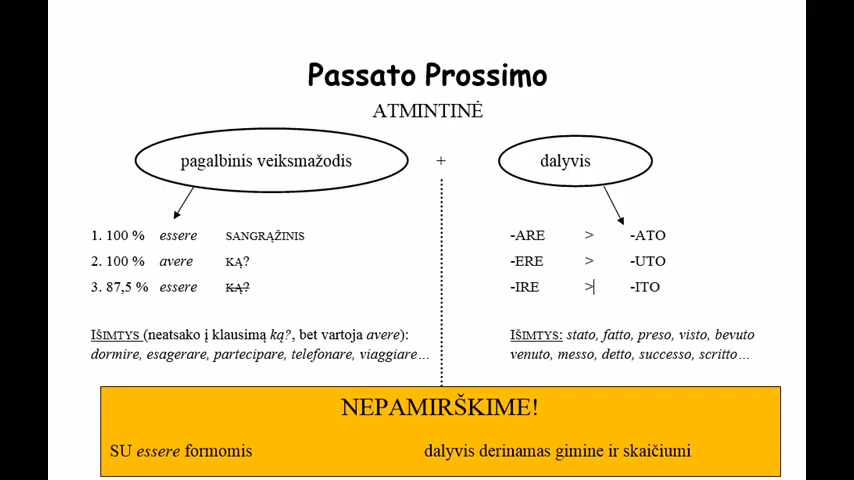 Passato Prossimo
ATMINTINĖ
pagalbinis veiksmažodis + dalyvis
1. 100 % essere SANGRĄŽINIS
-ARE > -ATO
2. 100 % avere KĄ?
-ERE > -UTO
3. 87,5 % essere KĄ?
-IRE > -ITO
IŠIMTYS (neatsako į klausimą ką?, bet vartoja avere):
dormire, esagerare, partecipare, telefonare, viaggiare…
IŠIMTYS: stato, fatto, preso, visto, bevuto
venuto, messo, detto, successo, scritto…
NEPAMIRŠKIME!
SU essere formomis dalyvis derinamas gimine ir skaičiumi